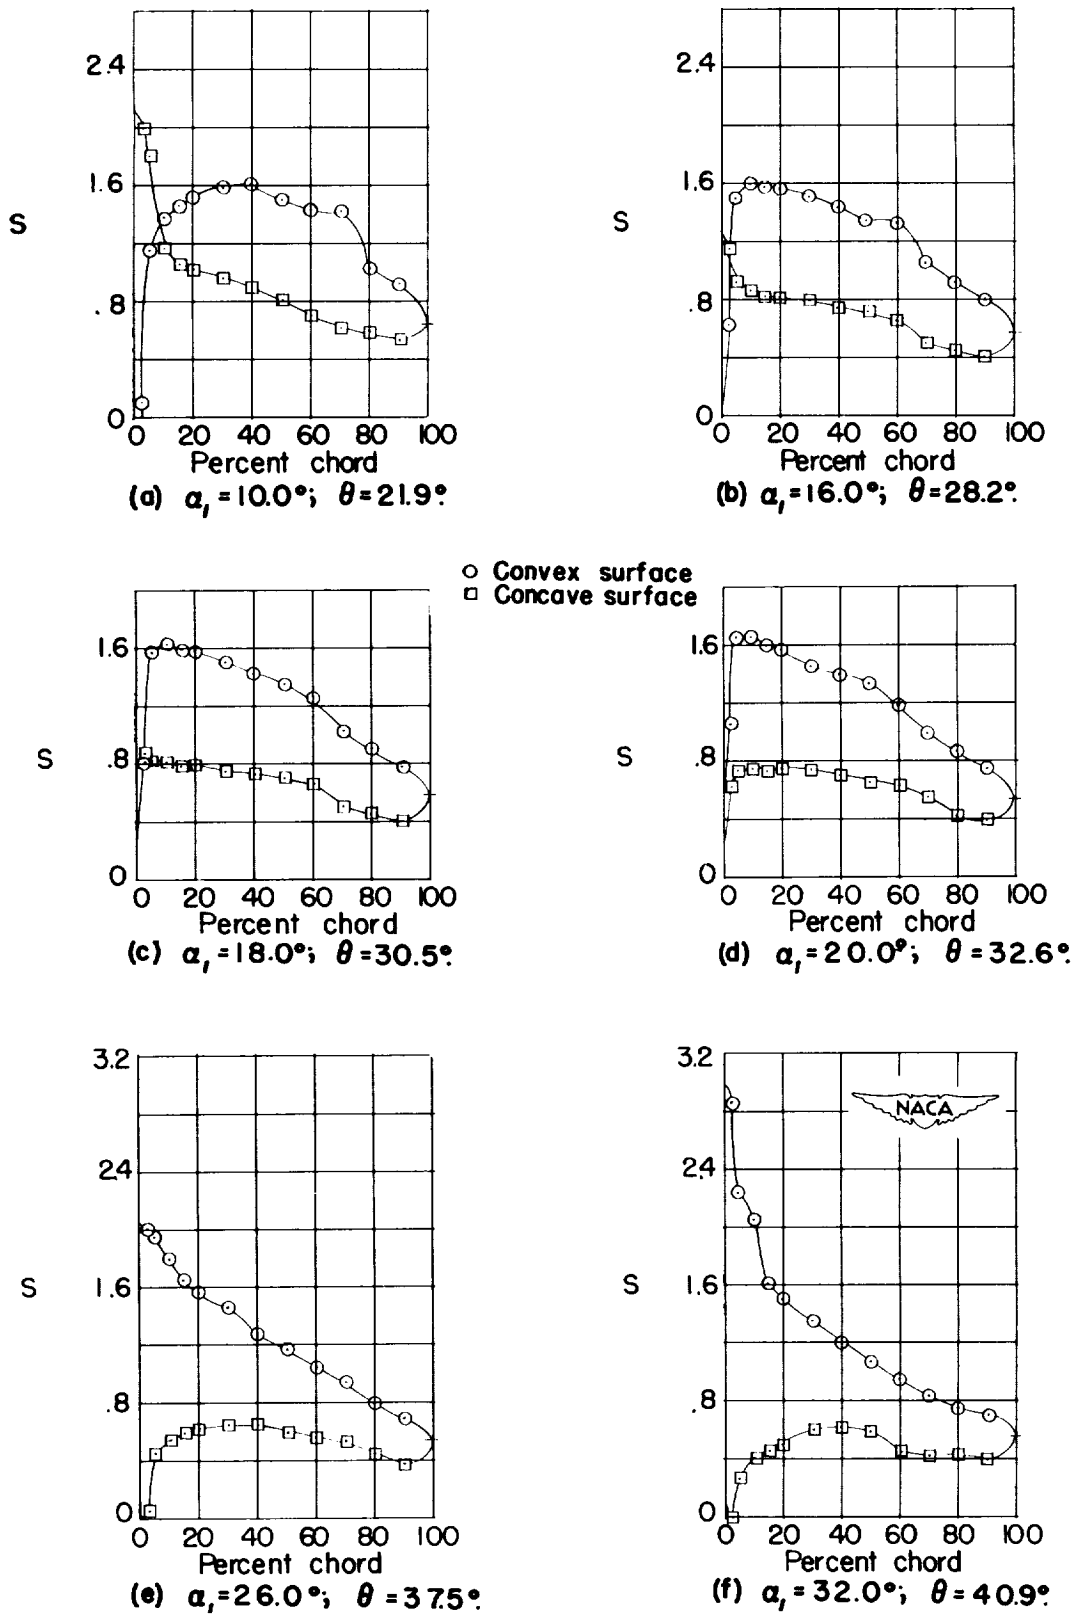 2.4
1.6
S
.8
0
0 20 40 60 80 100
Percent chord
(a) α₁ = 10.0°; θ = 21.9°.
2.4
1.6
S
.8
0
0 20 40 60 80 100
Percent chord
(b) α₁ = 16.0°; θ = 28.2°.
Convex surface
Concave surface
1.6
S
.8
0
0 20 40 60 80 100
Percent chord
(c) α₁ = 18.0°; θ = 30.5°.
1.6
S
.8
0
0 20 40 60 80 100
Percent chord
(d) α₁ = 20.0°; θ = 32.6°.
3.2
2.4
S
1.6
.8
0
0 20 40 60 80 100
Percent chord
(e) α₁ = 26.0°; θ = 37.5°.
3.2
NACA
2.4
S
1.6
.8
0
0 20 40 60 80 100
Percent chord
(f) α₁ = 32.0°; θ = 40.9°.